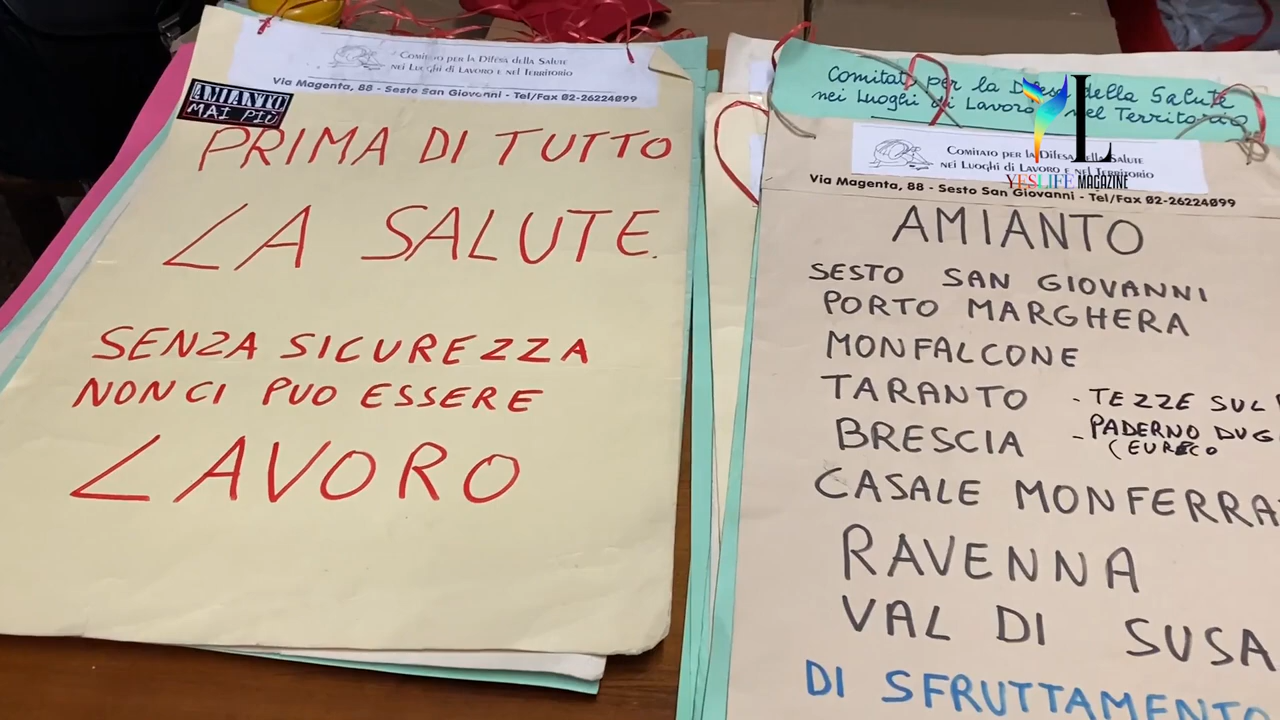 Comitato per la Difesa della Salute
nei Luoghi di Lavoro e nel Territorio
Via Magenta, 88 - Sesto San Giovanni - Tel/Fax 02-26224099
AMIANTO
MAI PIÙ
PRIMA DI TUTTO
LA SALUTE.
SENZA SICUREZZA
NON CI PUO ESSERE
LAVORO
Comitato per la Difesa della Salute
nei Luoghi di Lavoro nel Territorio
Comitato per la Difesa della Salute
nei Luoghi di Lavoro e nel Territorio
Via Magenta, 88 - Sesto San Giovanni - Tel/Fax 02-26224099
YL
YESLIFE MAGAZINE
AMIANTO
SESTO SAN GIOVANNI
PORTO MARGHERA
MONFALCONE
TARANTO - TEZZE SUL
BRESCIA - PADERNO DUG
(EURECO
CASALE MONFERRA
RAVENNA
VAL DI SUSA
DI SFRUTTAMENTO